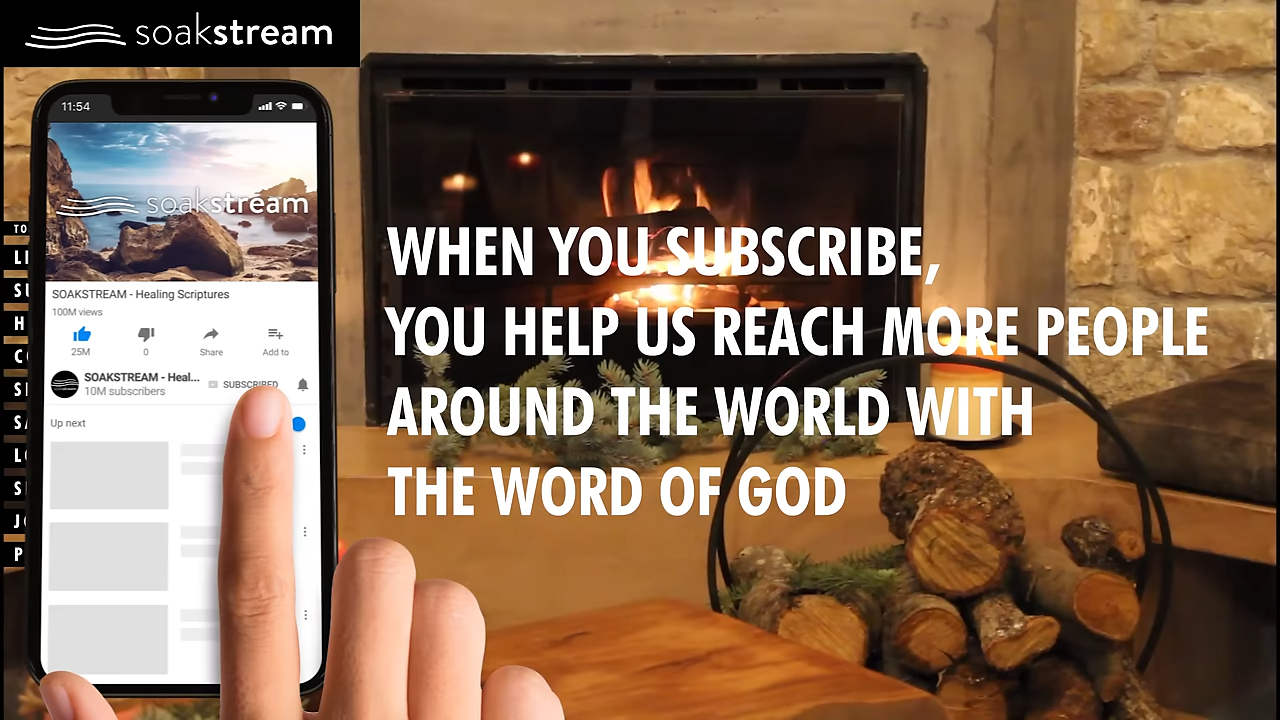 soakstream
11:54
soakstream
SOAKSTREAM - Healing Scriptures
100M views
25M
0
Share
Add to
SOAKSTREAM - Heal...
SUBSCRIBED
10M subscribers
Up next
WHEN YOU SUBSCRIBE,
YOU HELP US REACH MORE PEOPLE
AROUND THE WORLD WITH
THE WORD OF GOD